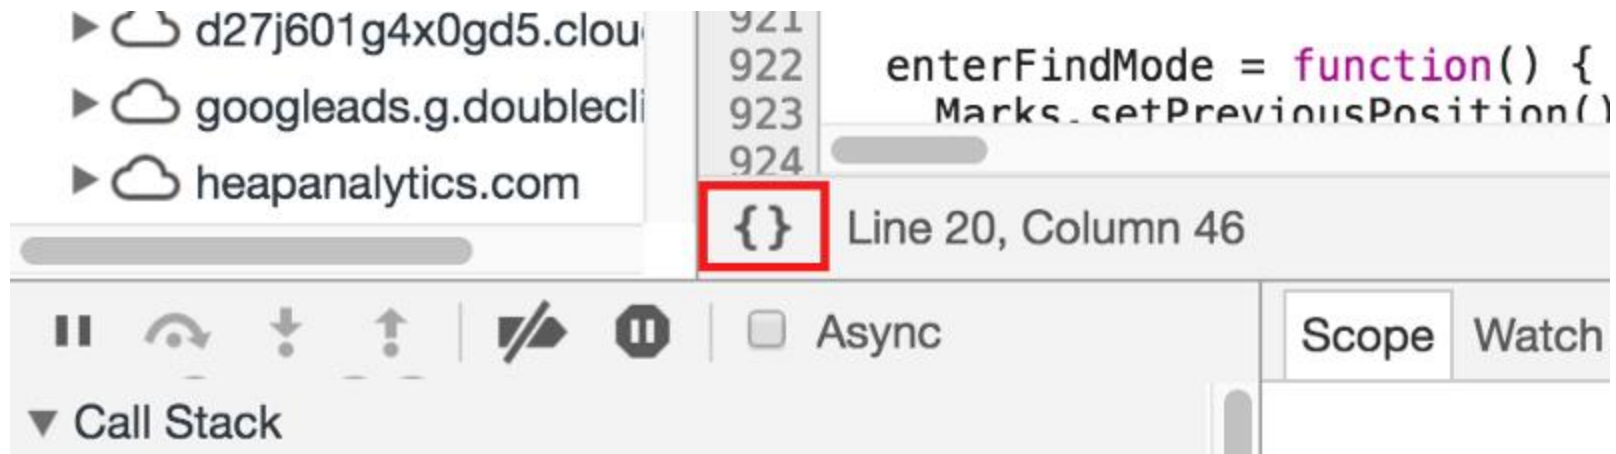 d27j601g4x0gd5.clou
googleads.g.doublecli
heapanalytics.com
921
922 enterFindMode = function() {
923 Marks.setPreviousPosition()
924
{} Line 20, Column 46
Async
Scope Watch
Call Stack